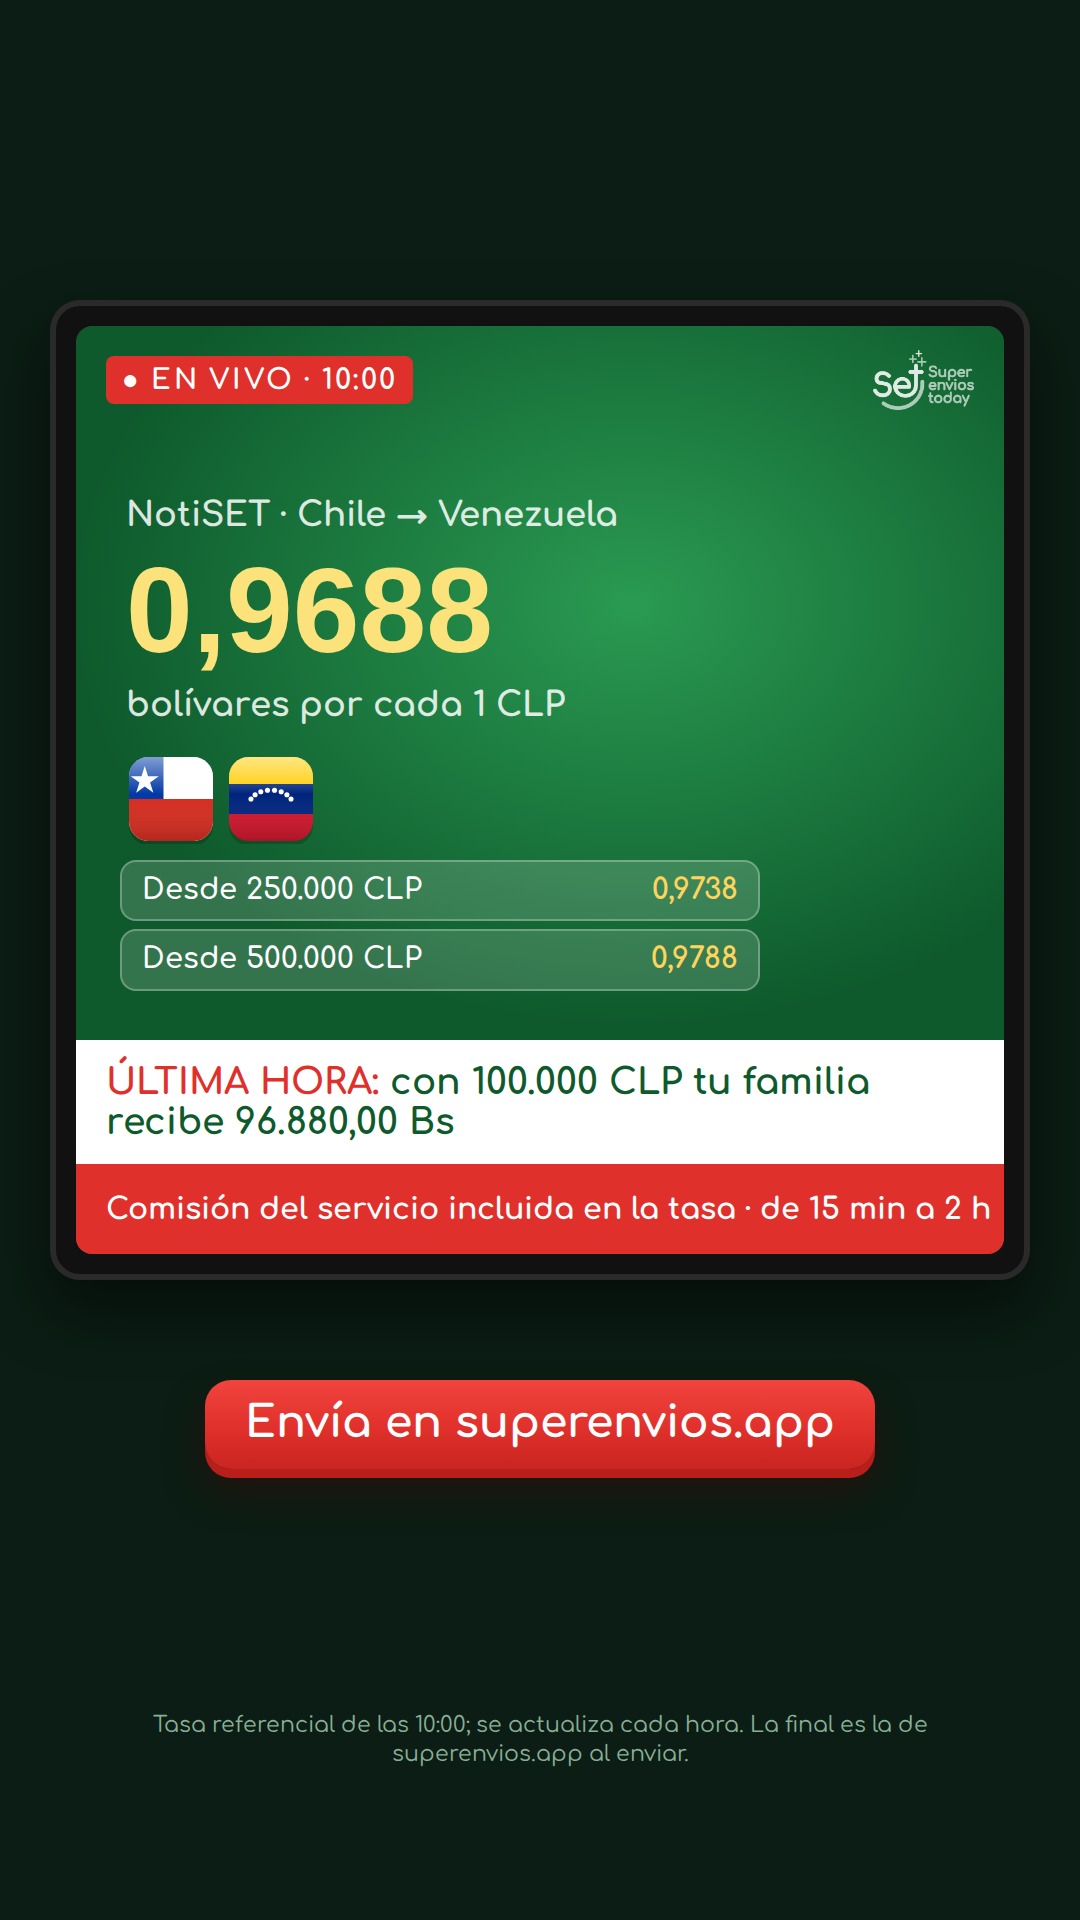 ● EN VIVO · 10:00
set Super envios today
NotiSET · Chile → Venezuela
0,9688
bolívares por cada 1 CLP
Desde 250.000 CLP 0,9738
Desde 500.000 CLP 0,9788
ÚLTIMA HORA: con 100.000 CLP tu familia
recibe 96.880,00 Bs
Comisión del servicio incluida en la tasa · de 15 min a 2 h
Envía en superenvios.app
Tasa referencial de las 10:00; se actualiza cada hora. La final es la de
superenvios.app al enviar.